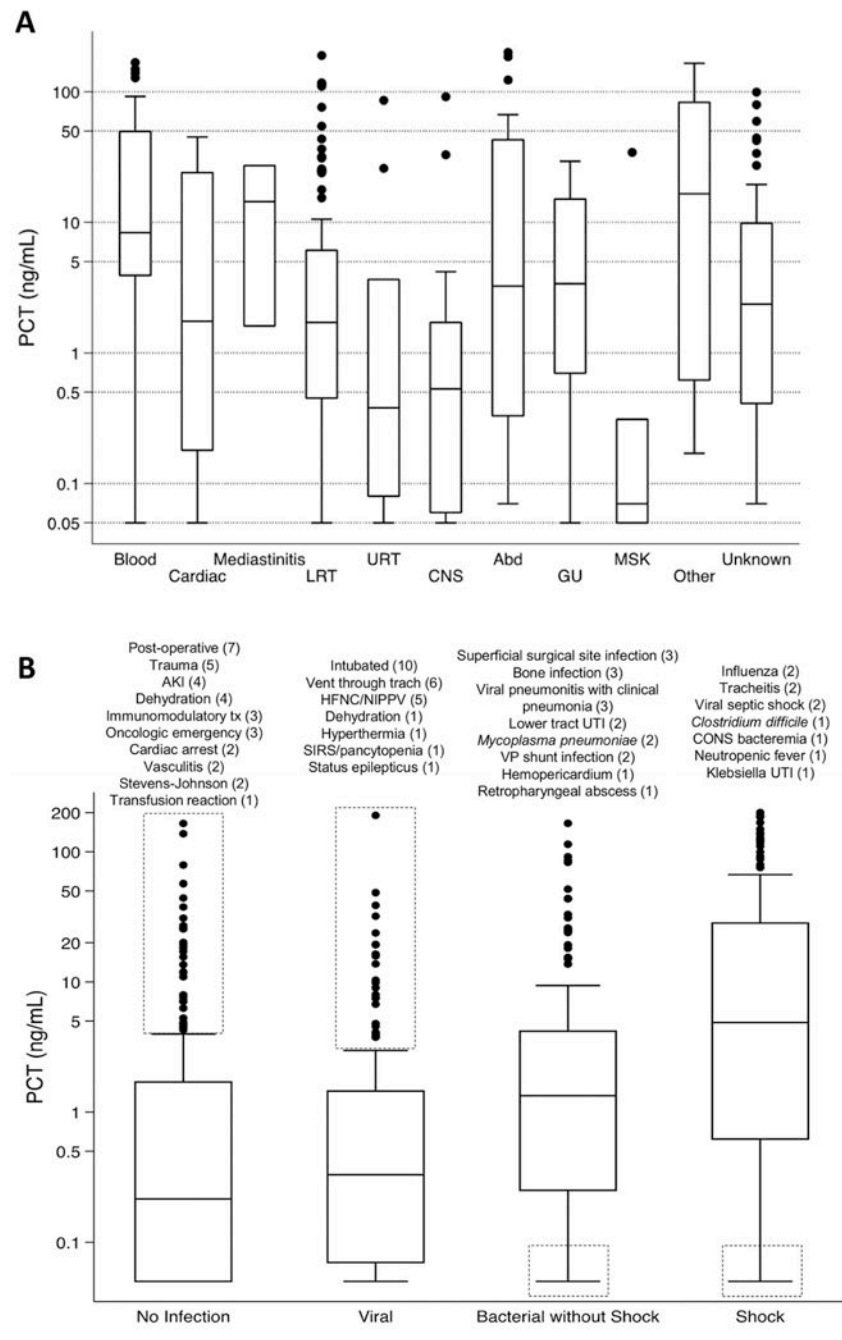 A
PCT (ng/mL)
100
50
10
5
1
0.5
0.1
0.05
Blood
Cardiac
Mediastinitis
LRT
URT
CNS
Abd
GU
MSK
Other
Unknown
B
Post-operative (7)
Trauma (5)
AKI (4)
Dehydration (4)
Immunomodulatory tx (3)
Oncologic emergency (3)
Cardiac arrest (2)
Vasculitis (2)
Stevens-Johnson (2)
Transfusion reaction (1)
Intubated (10)
Vent through trach (6)
HFNC/NIPPV (5)
Dehydration (1)
Hyperthermia (1)
SIRS/pancytopenia (1)
Status epilepticus (1)
Superficial surgical site infection (3)
Bone infection (3)
Viral pneumonitis with clinical
pneumonia (3)
Lower tract UTI (2)
Mycoplasma pneumoniae (2)
VP shunt infection (2)
Hemopericardium (1)
Retropharyngeal abscess (1)
Influenza (2)
Tracheitis (2)
Viral septic shock (2)
Clostridium difficile (1)
CONS bacteremia (1)
Neutropenic fever (1)
Klebsiella UTI (1)
PCT (ng/mL)
200
100
50
20
10
5
1
0.5
0.1
No Infection
Viral
Bacterial without Shock
Shock